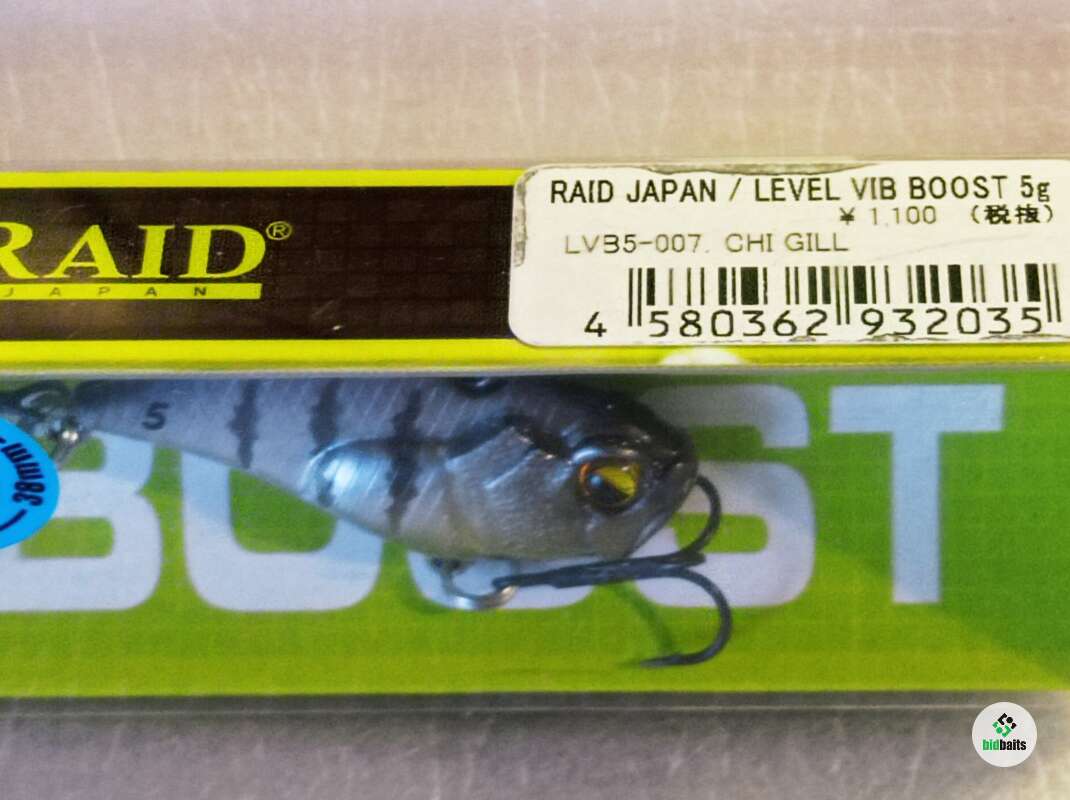 RAID®
JAPAN
RAID JAPAN / LEVEL VIB BOOST 5g
¥ 1,100 (税抜)
LVB5-007. CHI GILL
4 580362 932035
BOOST
5
38mm
bidbaits